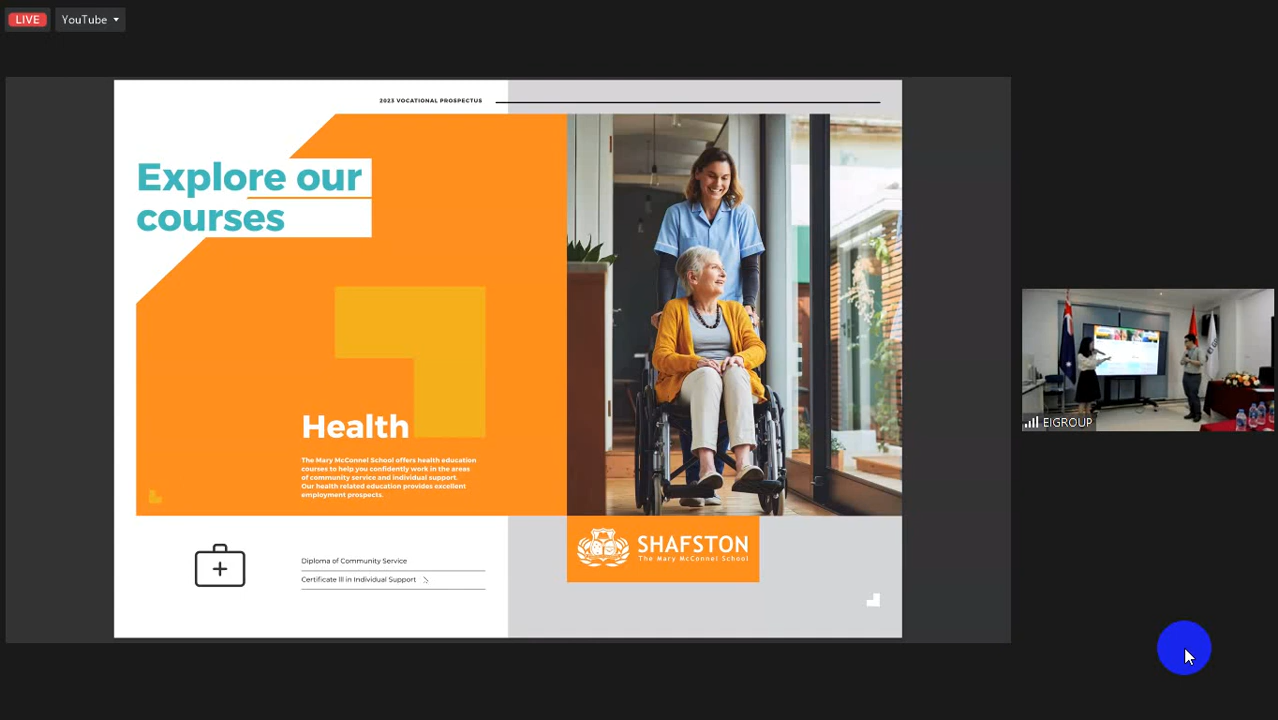 LIVE
YouTube
2023 VOCATIONAL PROSPECTUS
Explore our
courses
Health
The Mary McConnel School offers health education
courses to help you confidently work in the areas
of community service and individual support.
Our health related education provides excellent
employment prospects.
Diploma of Community Service
Certificate III in Individual Support
SHAFSTON
The Mary McConnel School
EIGROUP